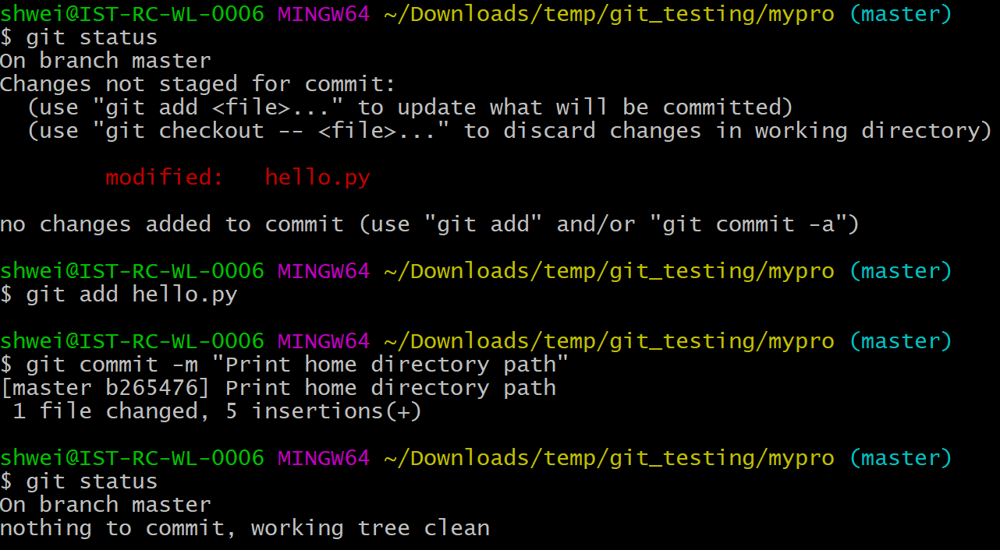 shwei@IST-RC-WL-0006 MINGW64 ~/Downloads/temp/git_testing/mypro (master)
$ git status
On branch master
Changes not staged for commit:
  (use "git add <file>..." to update what will be committed)
  (use "git checkout -- <file>..." to discard changes in working directory)
        modified:   hello.py
no changes added to commit (use "git add" and/or "git commit -a")
shwei@IST-RC-WL-0006 MINGW64 ~/Downloads/temp/git_testing/mypro (master)
$ git add hello.py
shwei@IST-RC-WL-0006 MINGW64 ~/Downloads/temp/git_testing/mypro (master)
$ git commit -m "Print home directory path"
[master b265476] Print home directory path
 1 file changed, 5 insertions(+)
shwei@IST-RC-WL-0006 MINGW64 ~/Downloads/temp/git_testing/mypro (master)
$ git status
On branch master
nothing to commit, working tree clean